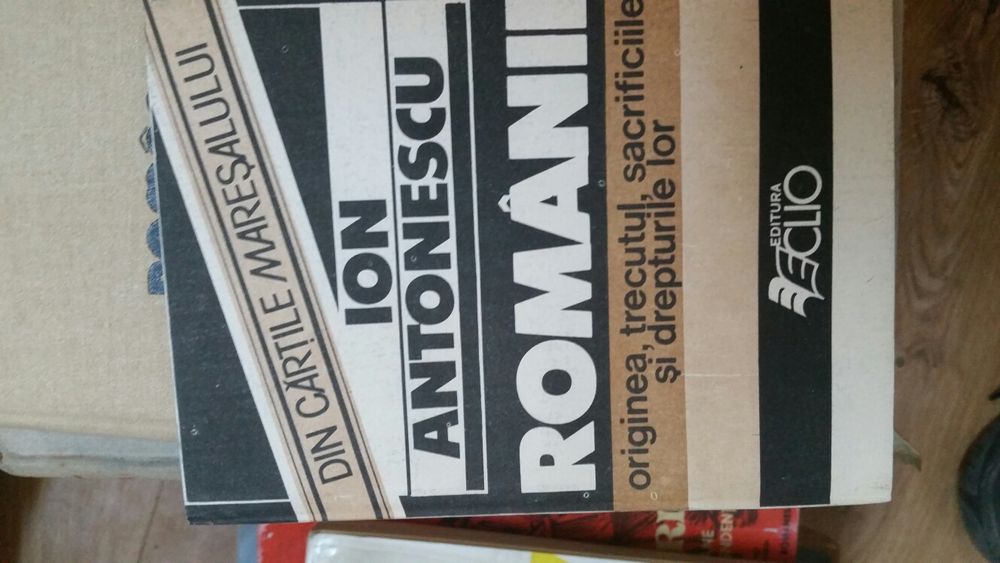 DIN CĂRȚILE MAREȘALULUI
ION
ANTONESCU
ROMÂNII
originea, trecutul, sacrificiile
și drepturile lor
EDITURA
CLIO